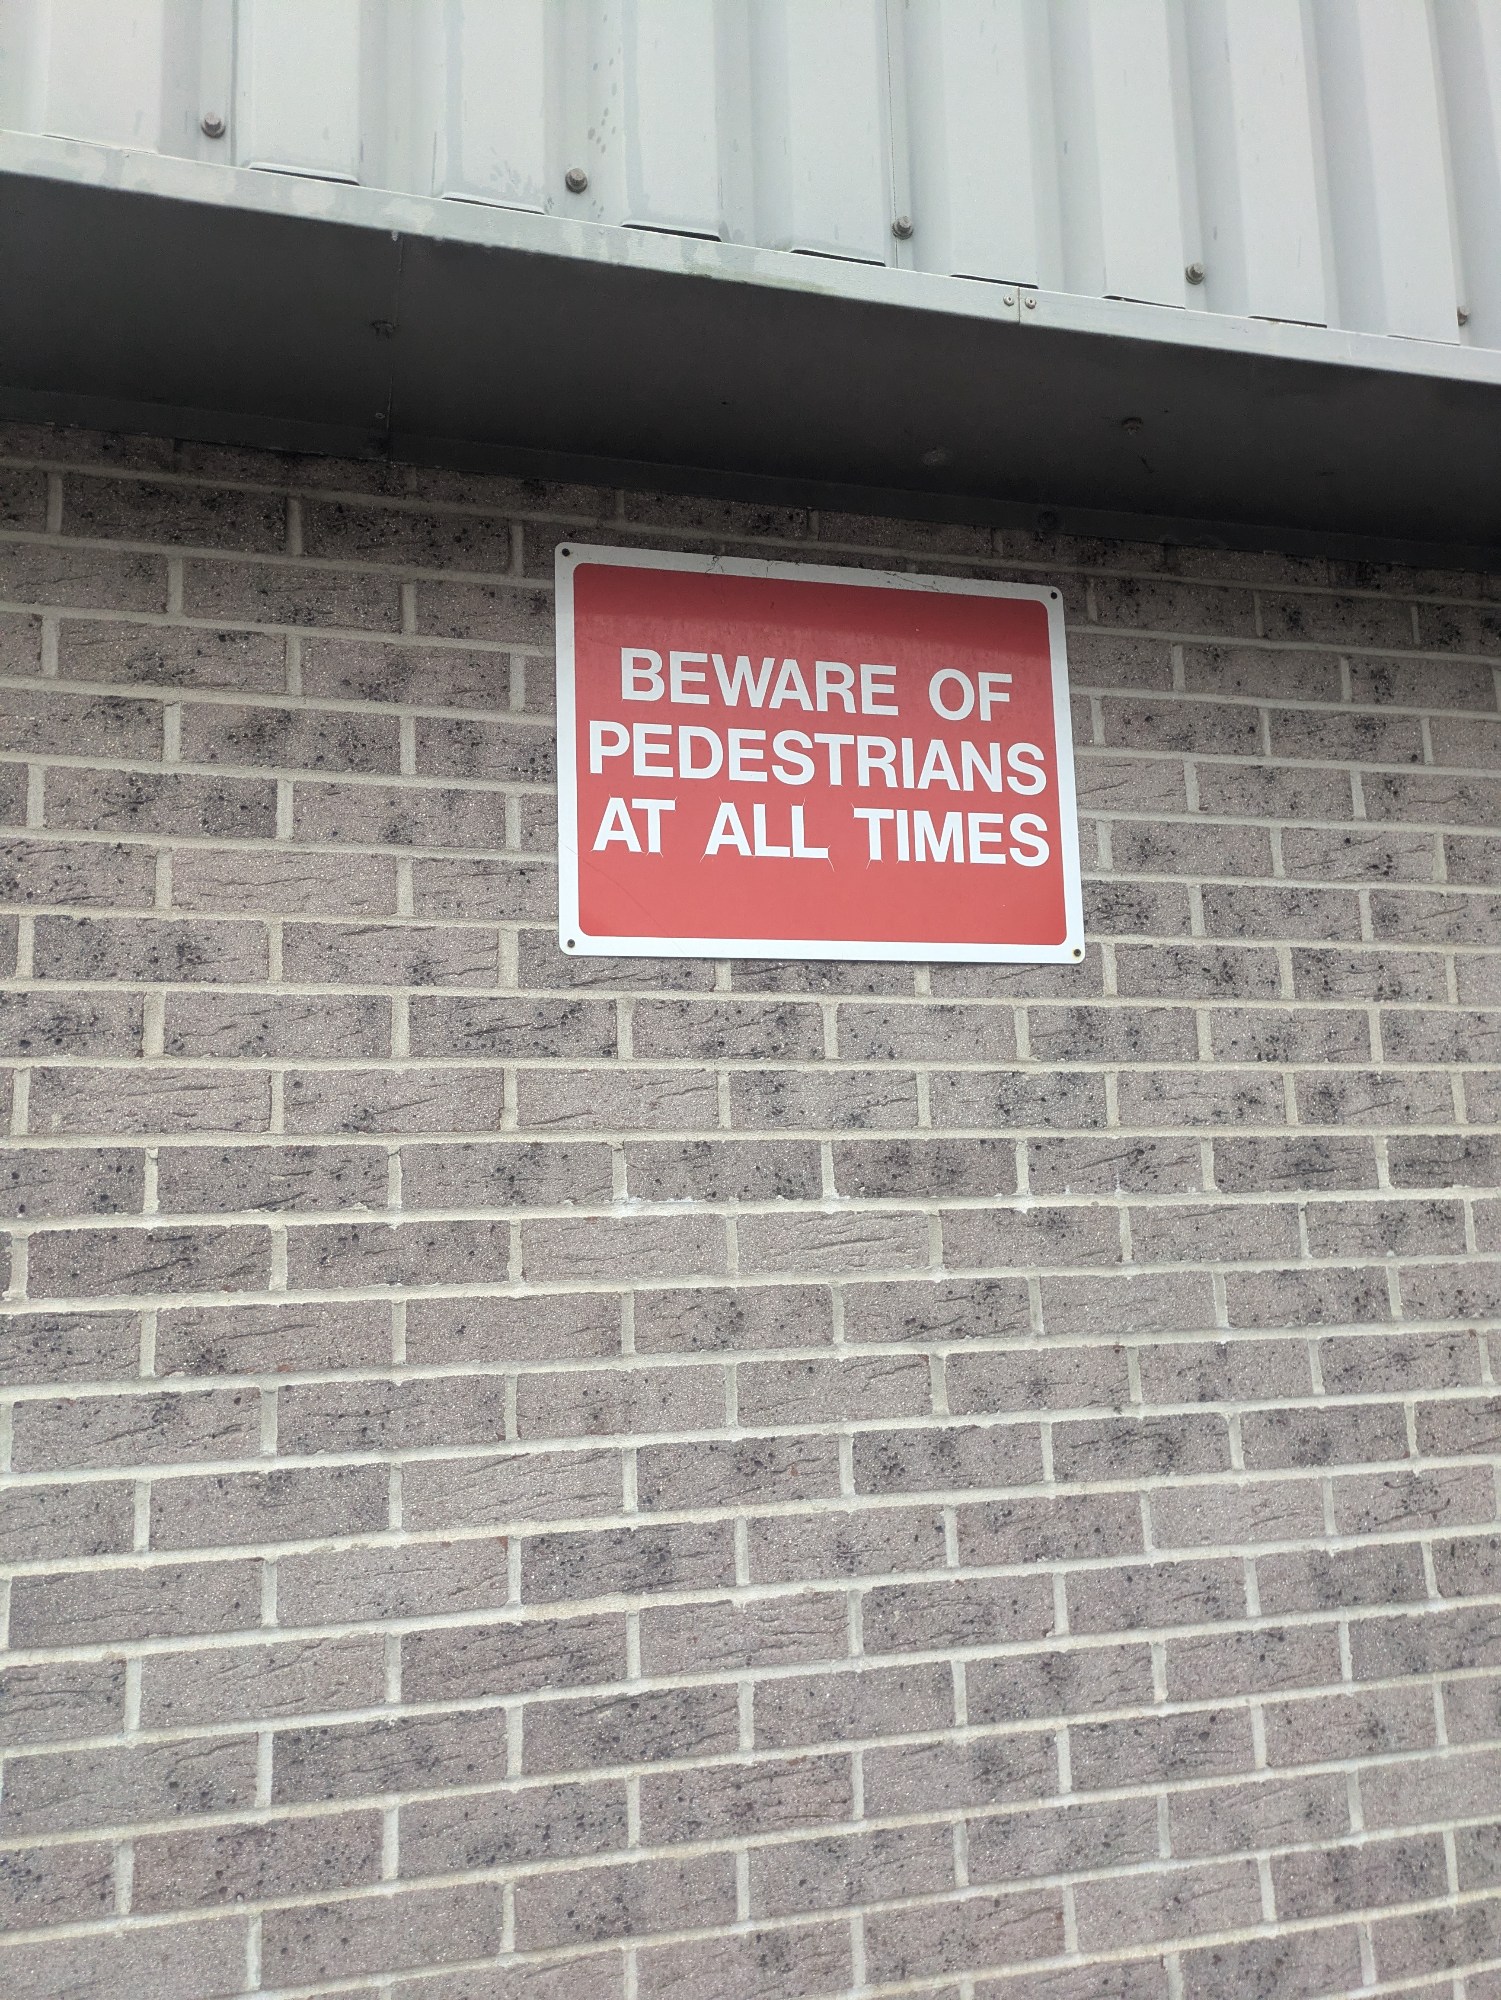 BEWARE OF
PEDESTRIANS
AT ALL TIMES